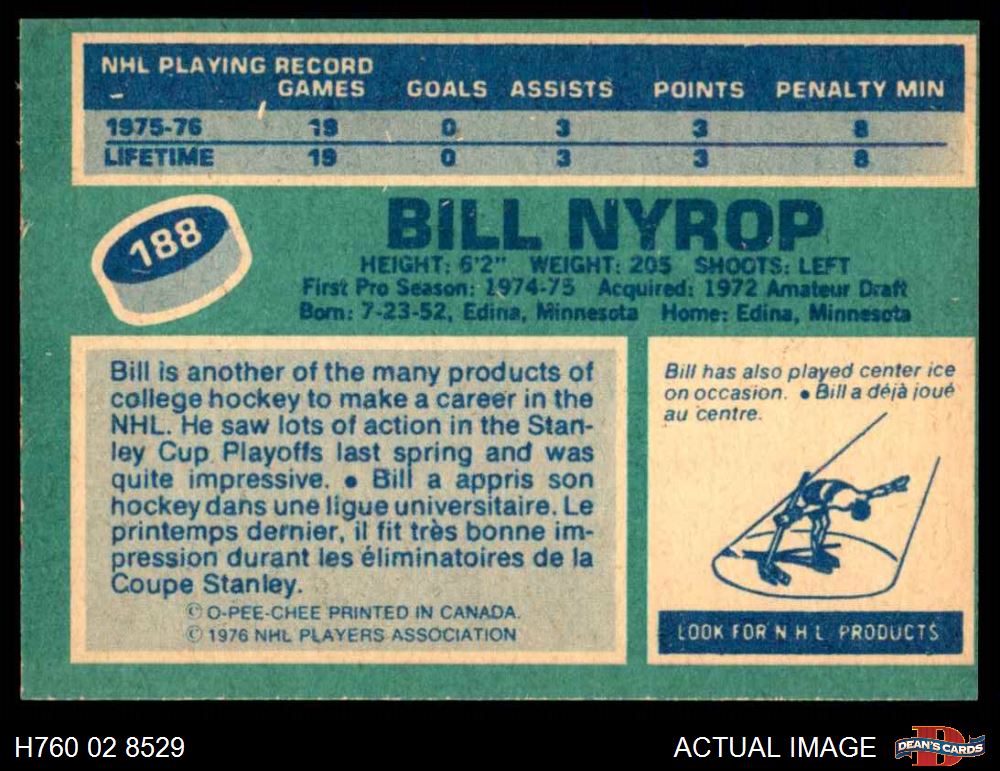 NHL PLAYING RECORD
GAMES GOALS ASSISTS POINTS PENALTY MIN
1975-76 19 0 3 3 8
LIFETIME 19 0 3 3 8
188
BILL NYROP
HEIGHT: 6'2" WEIGHT: 205 SHOOTS: LEFT
First Pro Season: 1974-75 Acquired: 1972 Amateur Draft
Born: 7-23-52, Edina, Minnesota Home: Edina, Minnesota
Bill is another of the many products of
college hockey to make a career in the
NHL. He saw lots of action in the Stan-
ley Cup Playoffs last spring and was
quite impressive. • Bill a appris son
hockey dans une ligue universitaire. Le
printemps dernier, il fit très bonne im-
pression durant les éliminatoires de la
Coupe Stanley.
© O-PEE-CHEE PRINTED IN CANADA.
© 1976 NHL PLAYERS ASSOCIATION
Bill has also played center ice
on occasion. • Bill a déjà joué
au centre.
LOOK FOR N H L PRODUCTS
H760 02 8529
ACTUAL IMAGE
DEAN'S CARDS